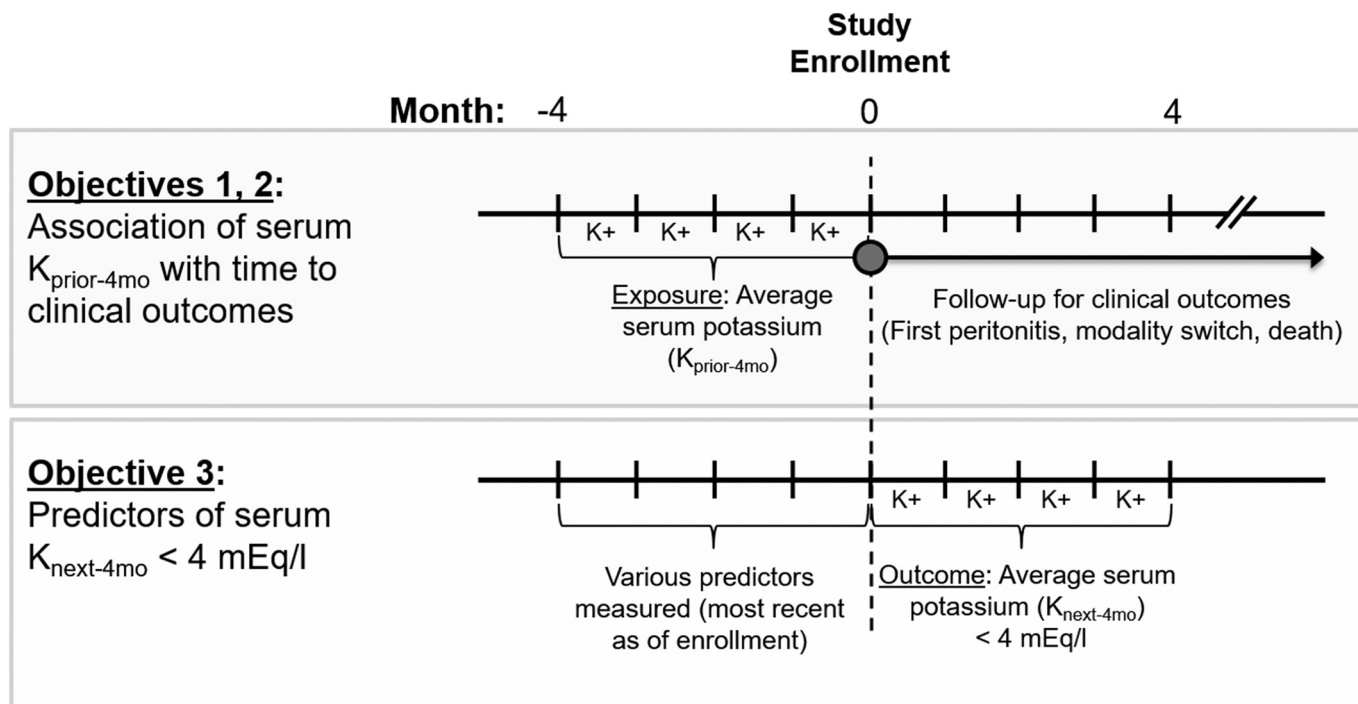 Study
Enrollment
Month: -4 0 4
Objectives 1, 2:
Association of serum
Kprior-4mo with time to
clinical outcomes
K+ K+ K+ K+
Exposure: Average
serum potassium
(Kprior-4mo)
Follow-up for clinical outcomes
(First peritonitis, modality switch, death)
Objective 3:
Predictors of serum
Knext-4mo < 4 mEq/l
K+ K+ K+ K+
Various predictors
measured (most recent
as of enrollment)
Outcome: Average serum
potassium (Knext-4mo)
< 4 mEq/l